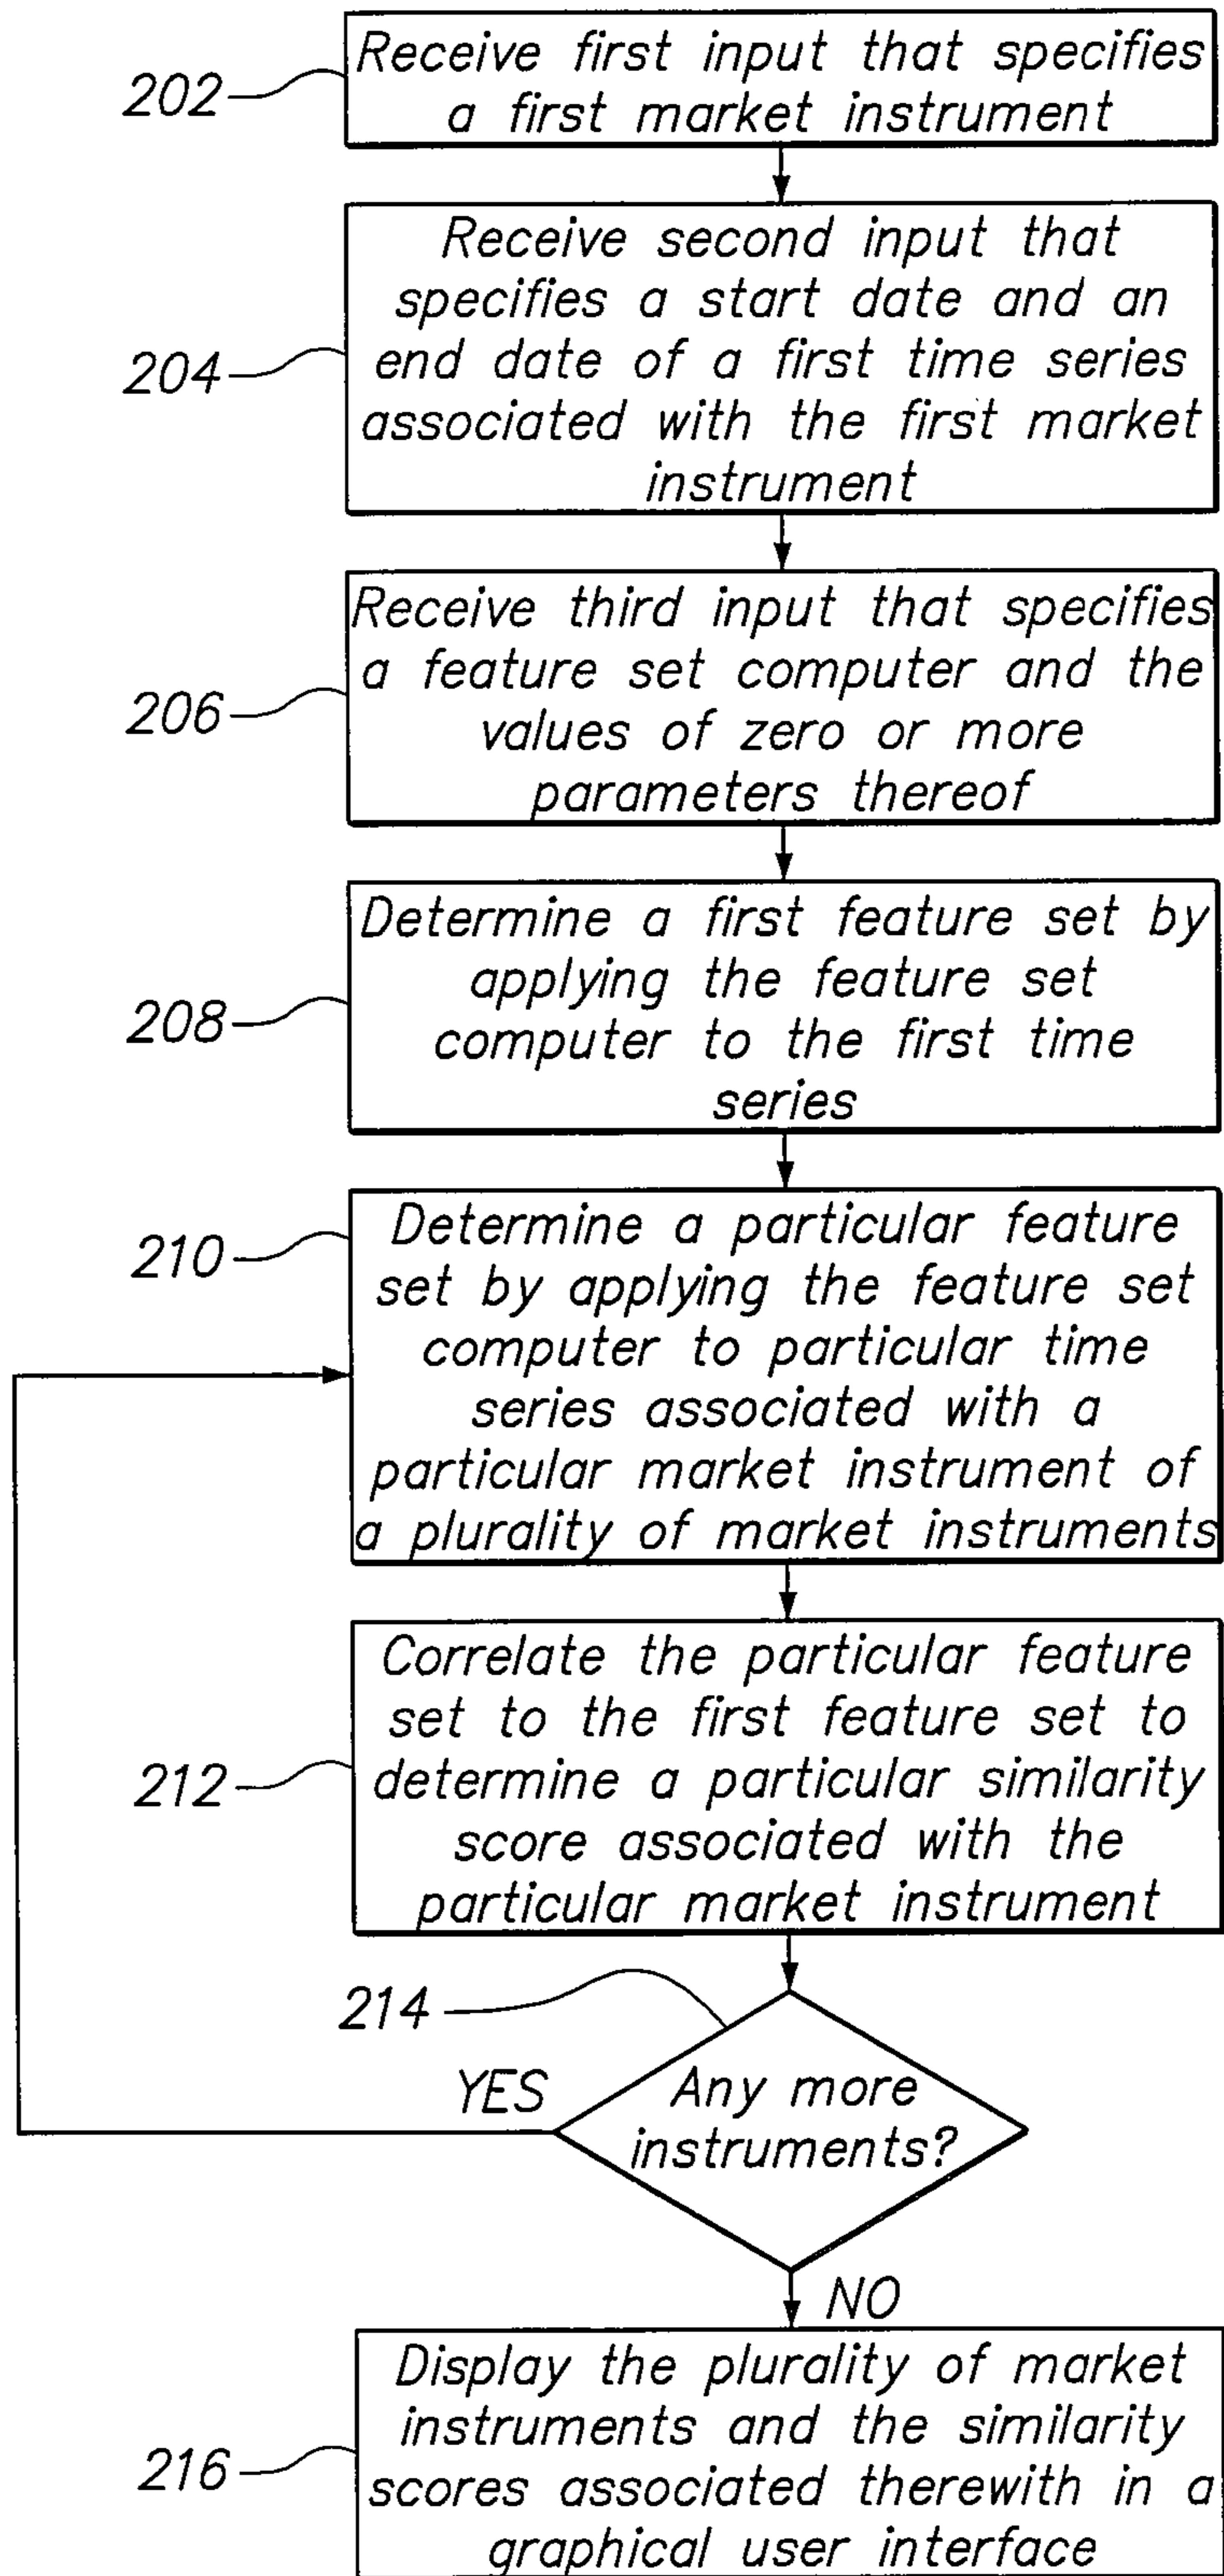 202
Receive first input that specifies
a first market instrument
204
Receive second input that
specifies a start date and an
end date of a first time series
associated with the first market
instrument
206
Receive third input that specifies
a feature set computer and the
values of zero or more
parameters thereof
208
Determine a first feature set by
applying the feature set
computer to the first time
series
210
Determine a particular feature
set by applying the feature set
computer to particular time
series associated with a
particular market instrument of
a plurality of market instruments
212
Correlate the particular feature
set to the first feature set to
determine a particular similarity
score associated with the
particular market instrument
214
YES
Any more
instruments?
NO
216
Display the plurality of market
instruments and the similarity
scores associated therewith in a
graphical user interface